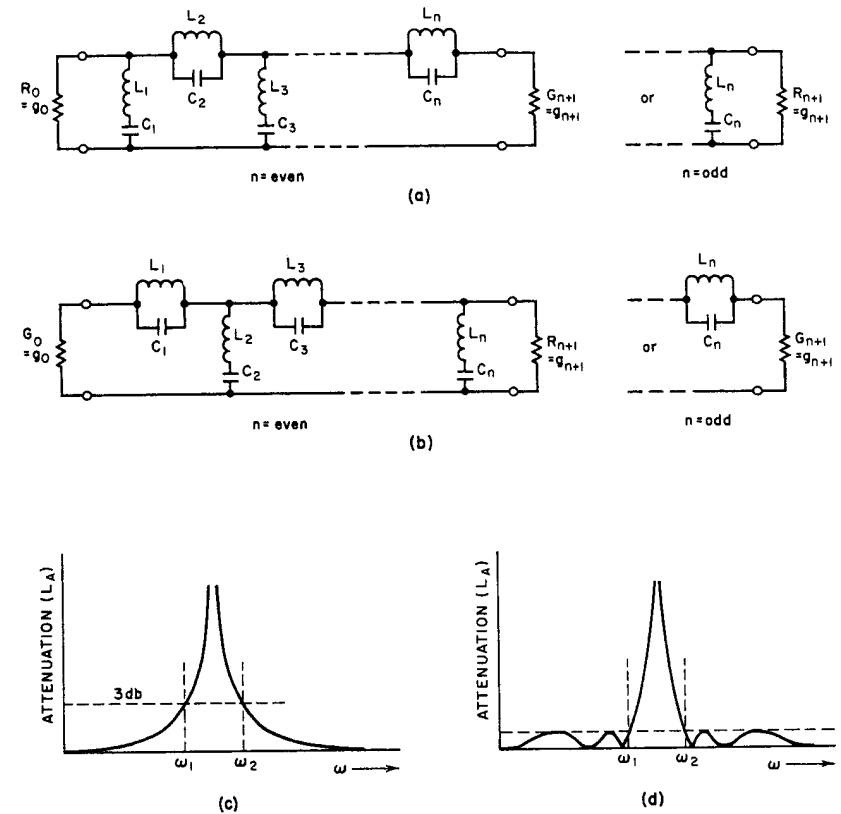 L2
Ln
R0
= g0
L1
C1
C2
L3
C3
Cn
Gn+1
= gn+1
or
Ln
Cn
Rn+1
= gn+1
n = even
n = odd
(a)
L1
L3
Ln
G0
= g0
C1
L2
C2
C3
Ln
Cn
Rn+1
= gn+1
or
Cn
Gn+1
= gn+1
n = even
n = odd
(b)
ATTENUATION (LA)
3 db
ω1
ω2
ω
(c)
ATTENUATION (LA)
ω1
ω2
ω
(d)